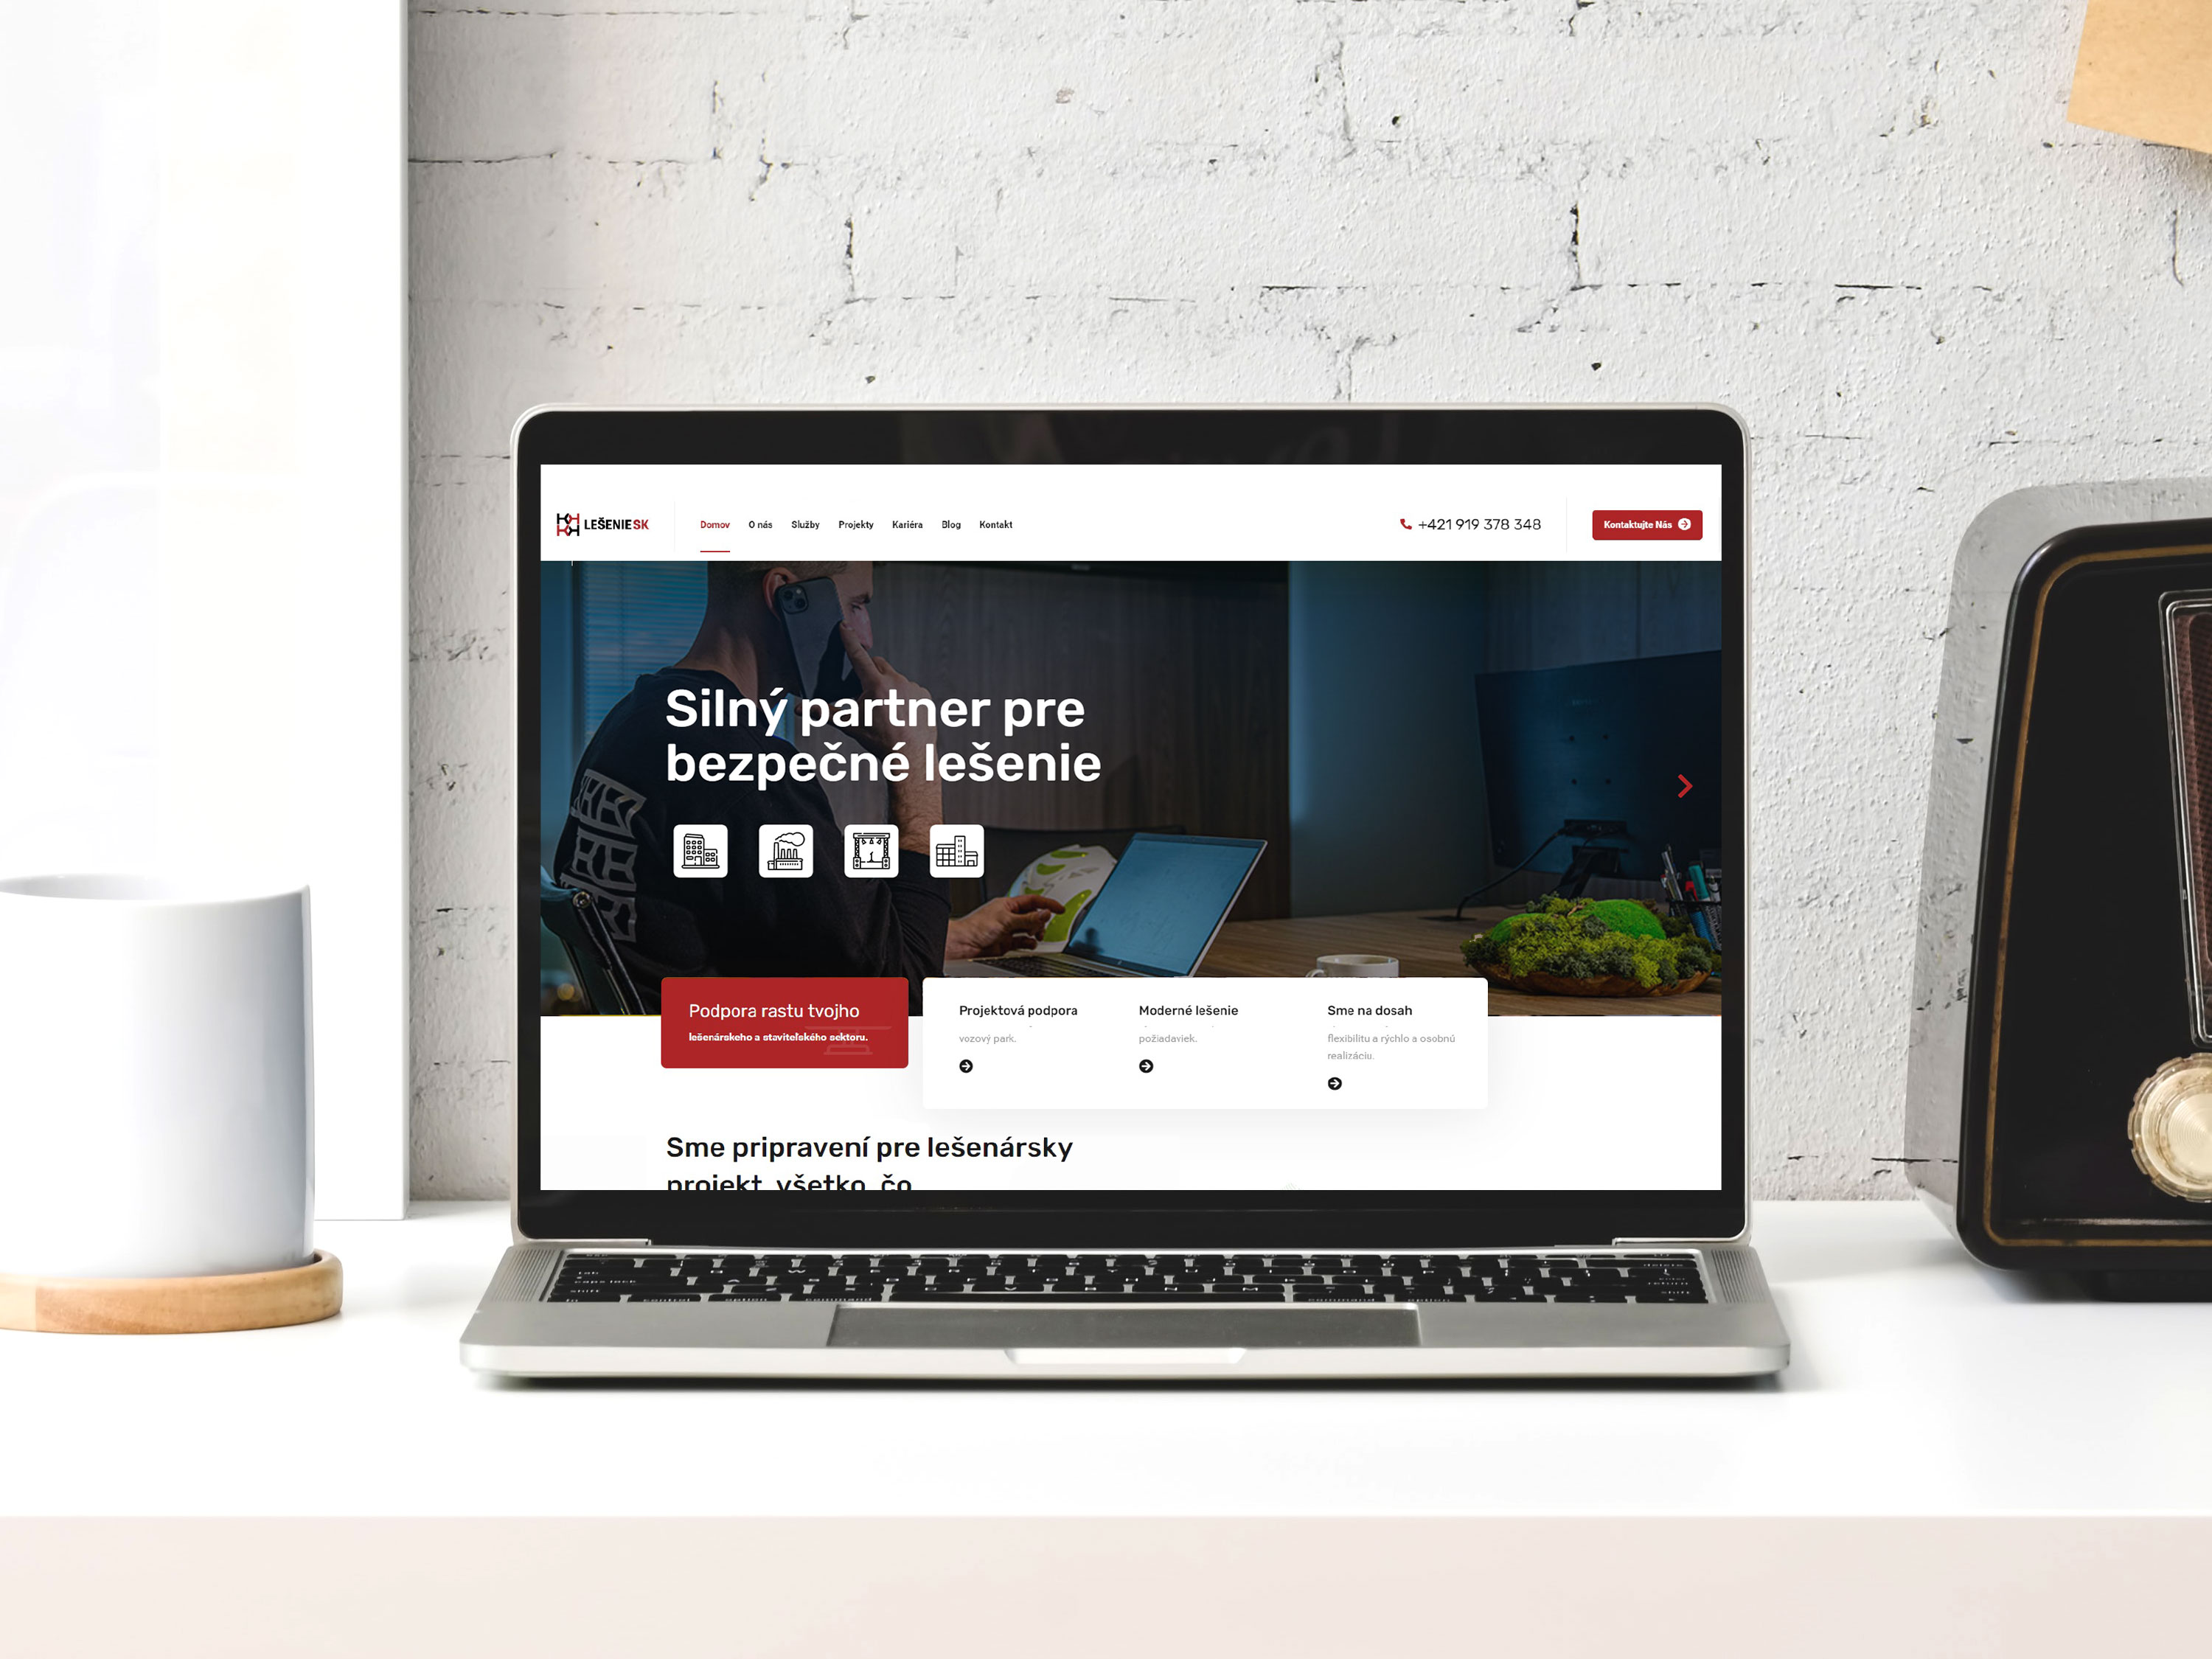 LEŠENIESK
Domov
O nás
Služby
Projekty
Kariéra
Blog
Kontakt
+421 919 378 348
Kontaktujte Nás
Silný partner pre
bezpečné lešenie
Podpora rastu tvojho
lešenárskeho a staviteľského sektoru.
Projektová podpora
vozový park.
Moderné lešenie
požiadaviek.
Sme na dosah
flexibilitu a rýchlo a osobnú
realizáciu.
Sme pripravení pre lešenársky
projekt, všetko, čo